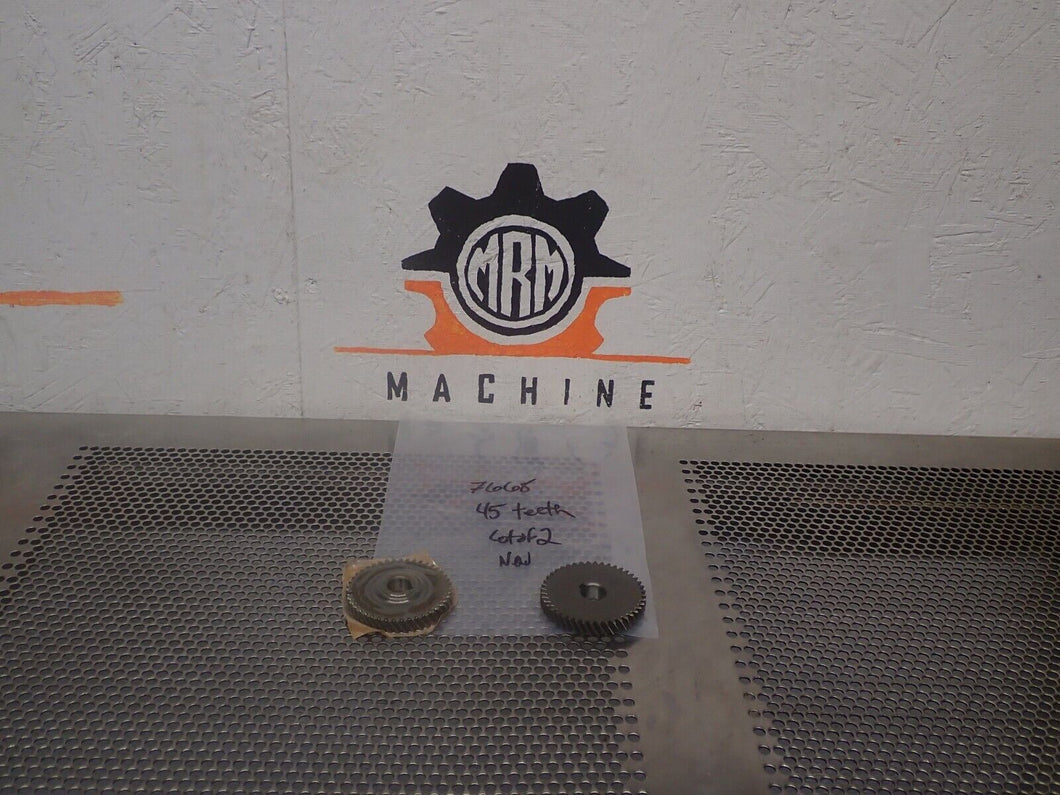 MRM
MACHINE
76608
45 teeth
Lot of 2
New